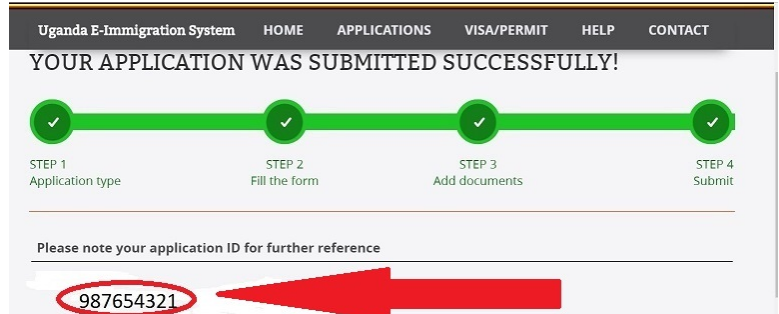 Uganda E-Immigration System HOME APPLICATIONS VISA/PERMIT HELP CONTACT
YOUR APPLICATION WAS SUBMITTED SUCCESSFULLY!
STEP 1 STEP 2 STEP 3 STEP 4
Application type Fill the form Add documents Submit
Please note your application ID for further reference
987654321